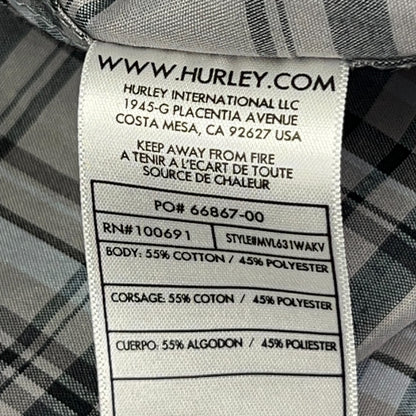 WWW.HURLEY.COM
HURLEY INTERNATIONAL LLC
1945-G PLACENTIA AVENUE
COSTA MESA, CA 92627 USA
KEEP AWAY FROM FIRE
A TENIR A L'ECART DE TOUTE
SOURCE DE CHALEUR
PO# 66867-00
RN#100691 STYLE#MVL631WAKV
BODY: 55% COTTON / 45% POLYESTER
CORSAGE: 55% COTON / 45% POLYESTER
CUERPO: 55% ALGODON / 45% POLIESTER